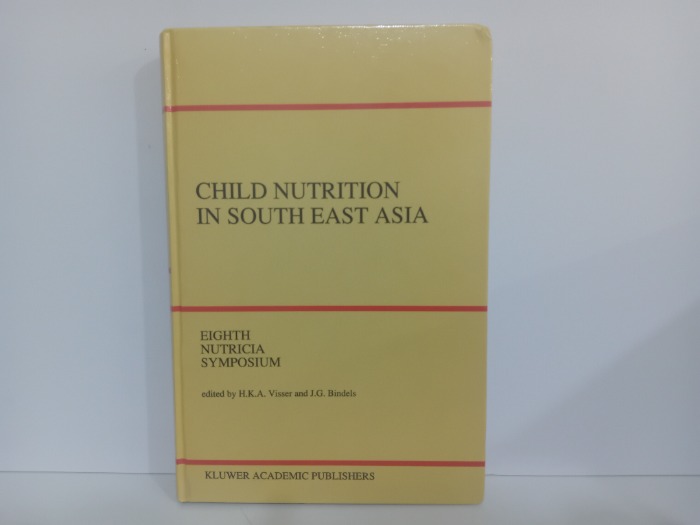 CHILD NUTRITION
IN SOUTH EAST ASIA
EIGHTH
NUTRICIA
SYMPOSIUM
edited by H.K.A. Visser and J.G. Bindels
KLUWER ACADEMIC PUBLISHERS